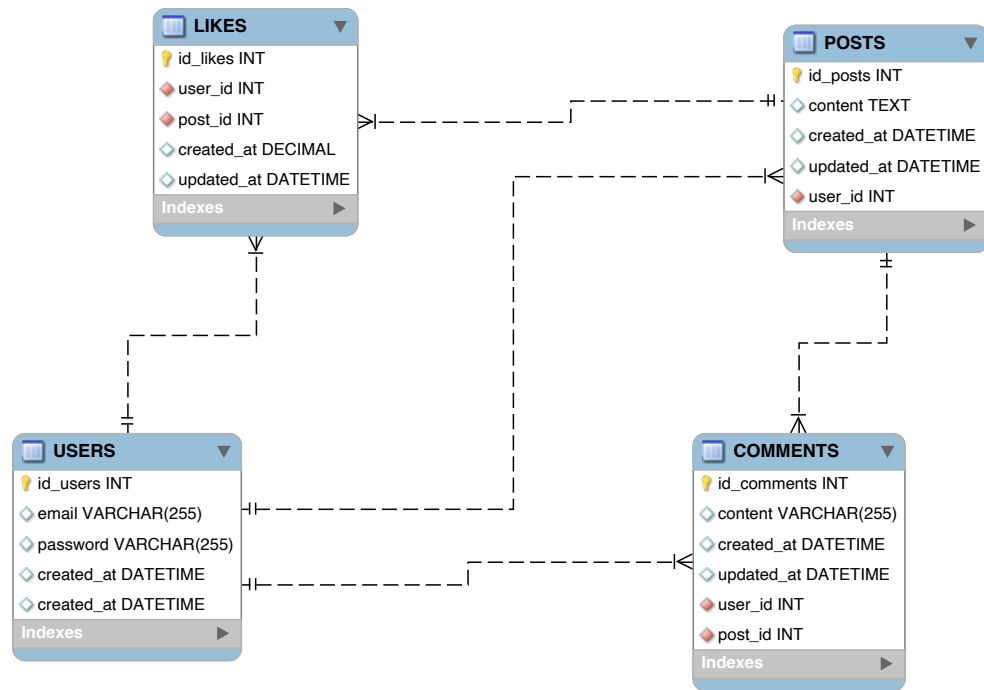 LIKES
id_likes INT
user_id INT
post_id INT
created_at DECIMAL
updated_at DATETIME
Indexes
POSTS
id_posts INT
content TEXT
created_at DATETIME
updated_at DATETIME
user_id INT
Indexes
USERS
id_users INT
email VARCHAR(255)
password VARCHAR(255)
created_at DATETIME
created_at DATETIME
Indexes
COMMENTS
id_comments INT
content VARCHAR(255)
created_at DATETIME
updated_at DATETIME
user_id INT
post_id INT
Indexes